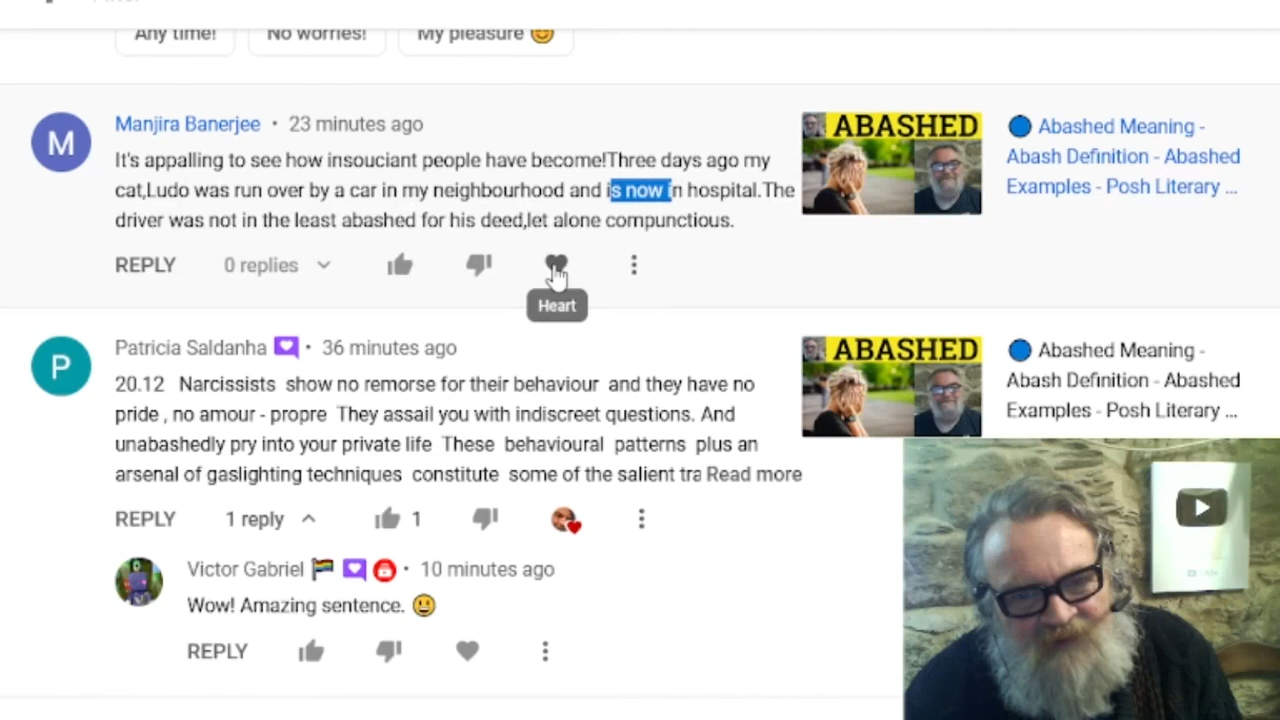 Any time!
No worries!
My pleasure
M
Manjira Banerjee • 23 minutes ago
It's appalling to see how insouciant people have become!Three days ago my
cat,Ludo was run over by a car in my neighbourhood and is now in hospital.The
driver was not in the least abashed for his deed,let alone compunctious.
REPLY
0 replies
Heart
ABASHED
Abashed Meaning -
Abash Definition - Abashed
Examples - Posh Literary ...
P
Patricia Saldanha • 36 minutes ago
20.12 Narcissists show no remorse for their behaviour and they have no
pride , no amour - propre They assail you with indiscreet questions. And
unabashedly pry into your private life These behavioural patterns plus an
arsenal of gaslighting techniques constitute some of the salient tra Read more
REPLY
1 reply
1
ABASHED
Abashed Meaning -
Abash Definition - Abashed
Examples - Posh Literary ...
Victor Gabriel • 10 minutes ago
Wow! Amazing sentence.
REPLY